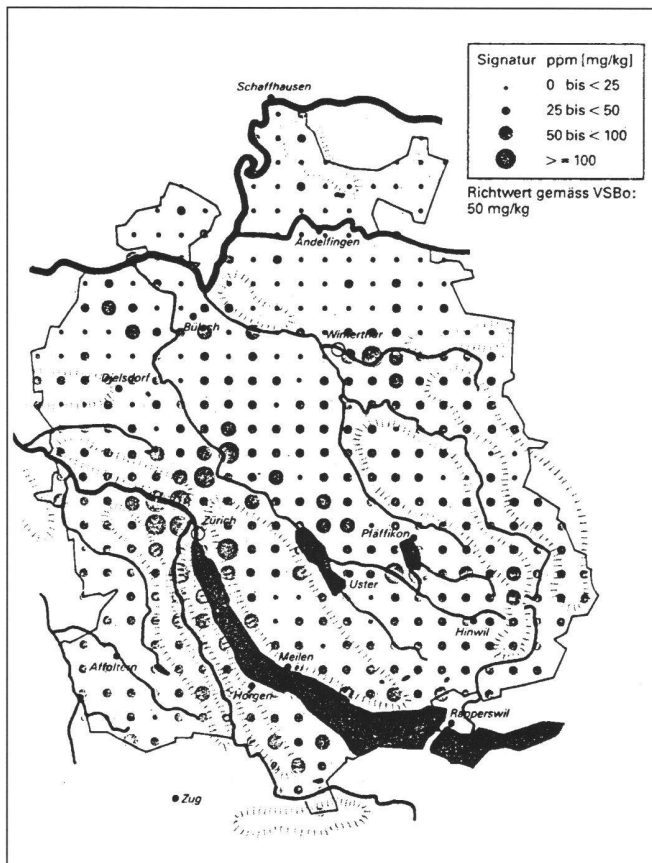 Schaffhausen
Signatur ppm [mg/kg]
0 bis < 25
25 bis < 50
50 bis < 100
> = 100
Richtwert gemäss VSBo:
50 mg/kg
Andelfingen
Bülach
Winterthur
Dielsdorf
Zürich
Pfäffikon
Uster
Hinwil
Affoltern
Meilen
Horgen
Rapperswil
Zug